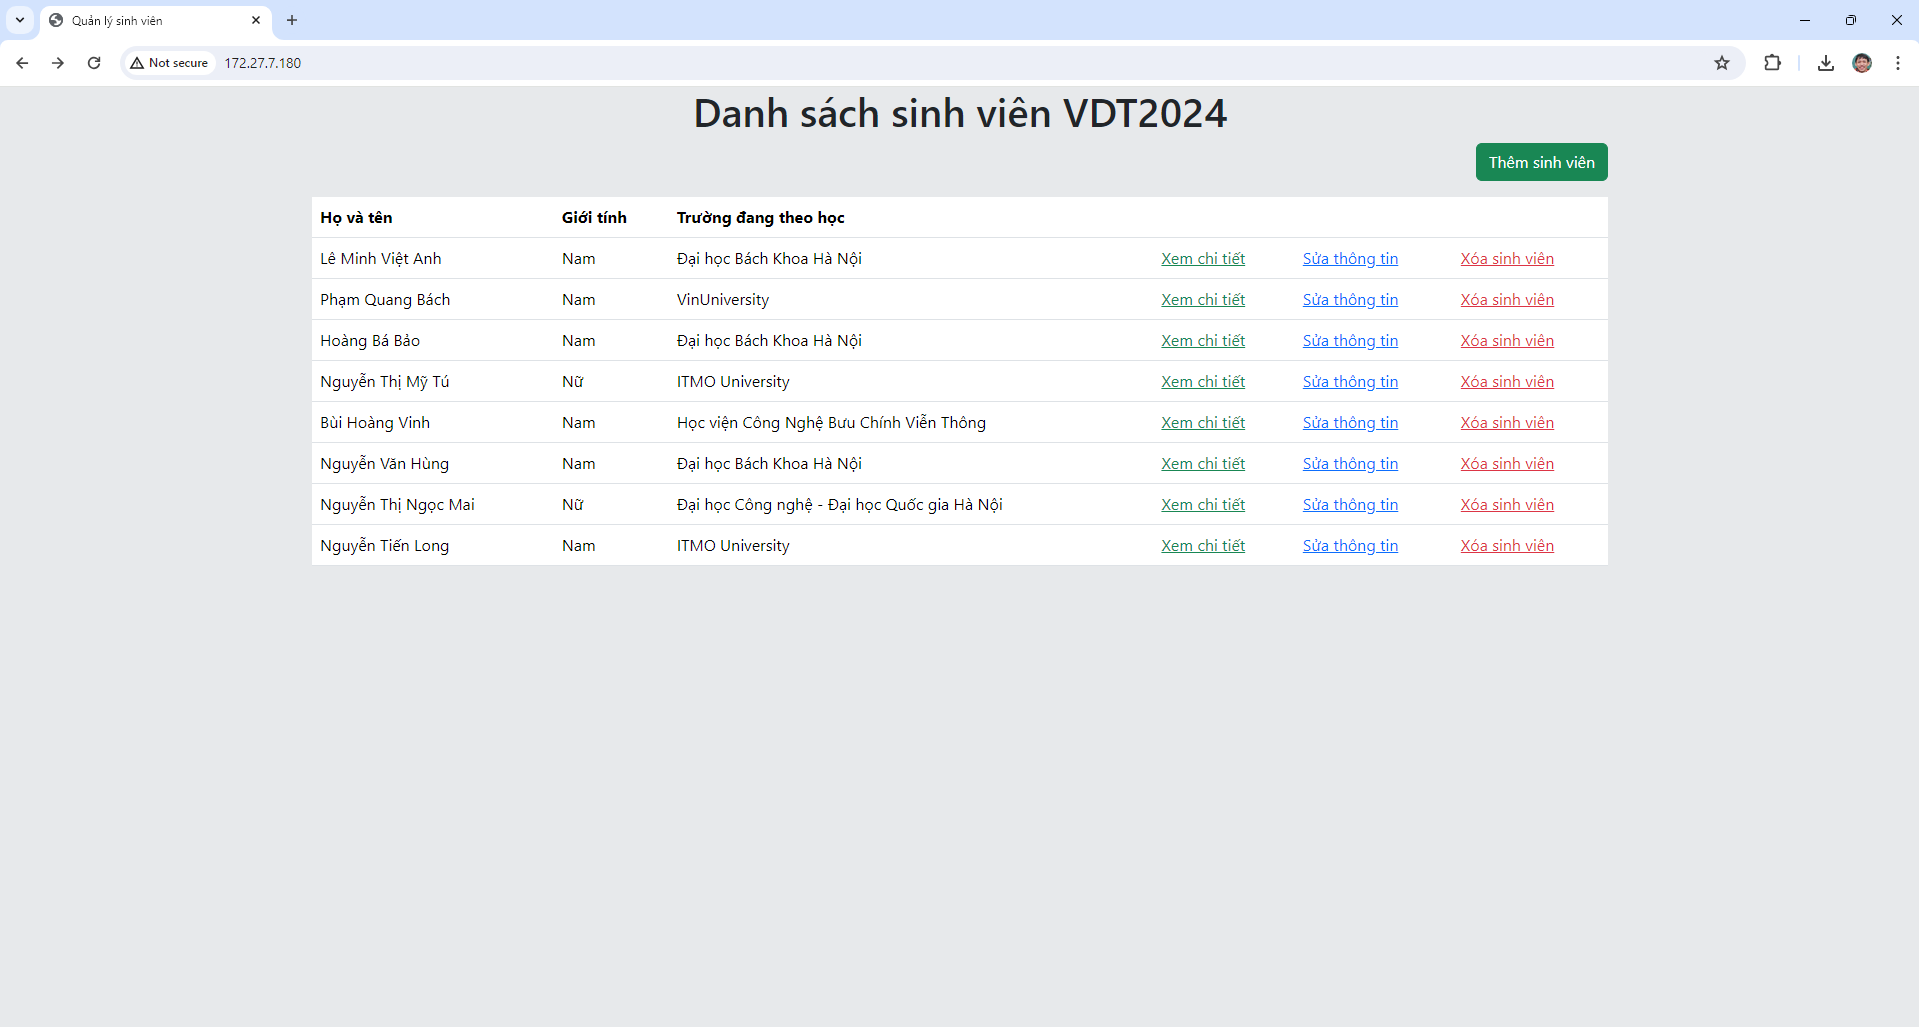 Quản lý sinh viên
Not secure 172.27.7.180
Danh sách sinh viên VDT2024
Thêm sinh viên
Họ và tên Giới tính Trường đang theo học
Lê Minh Việt Anh Nam Đại học Bách Khoa Hà Nội Xem chi tiết Sửa thông tin Xóa sinh viên
Phạm Quang Bách Nam VinUniversity Xem chi tiết Sửa thông tin Xóa sinh viên
Hoàng Bá Bảo Nam Đại học Bách Khoa Hà Nội Xem chi tiết Sửa thông tin Xóa sinh viên
Nguyễn Thị Mỹ Tú Nữ ITMO University Xem chi tiết Sửa thông tin Xóa sinh viên
Bùi Hoàng Vinh Nam Học viện Công Nghệ Bưu Chính Viễn Thông Xem chi tiết Sửa thông tin Xóa sinh viên
Nguyễn Văn Hùng Nam Đại học Bách Khoa Hà Nội Xem chi tiết Sửa thông tin Xóa sinh viên
Nguyễn Thị Ngọc Mai Nữ Đại học Công nghệ - Đại học Quốc gia Hà Nội Xem chi tiết Sửa thông tin Xóa sinh viên
Nguyễn Tiến Long Nam ITMO University Xem chi tiết Sửa thông tin Xóa sinh viên